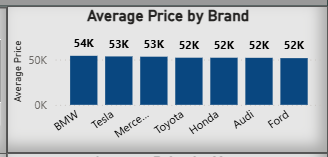 Average Price by Brand
Average Price
54K 53K 53K 52K 52K 52K 52K
50K
0K
BMW Tesla Merce... Toyota Honda Audi Ford